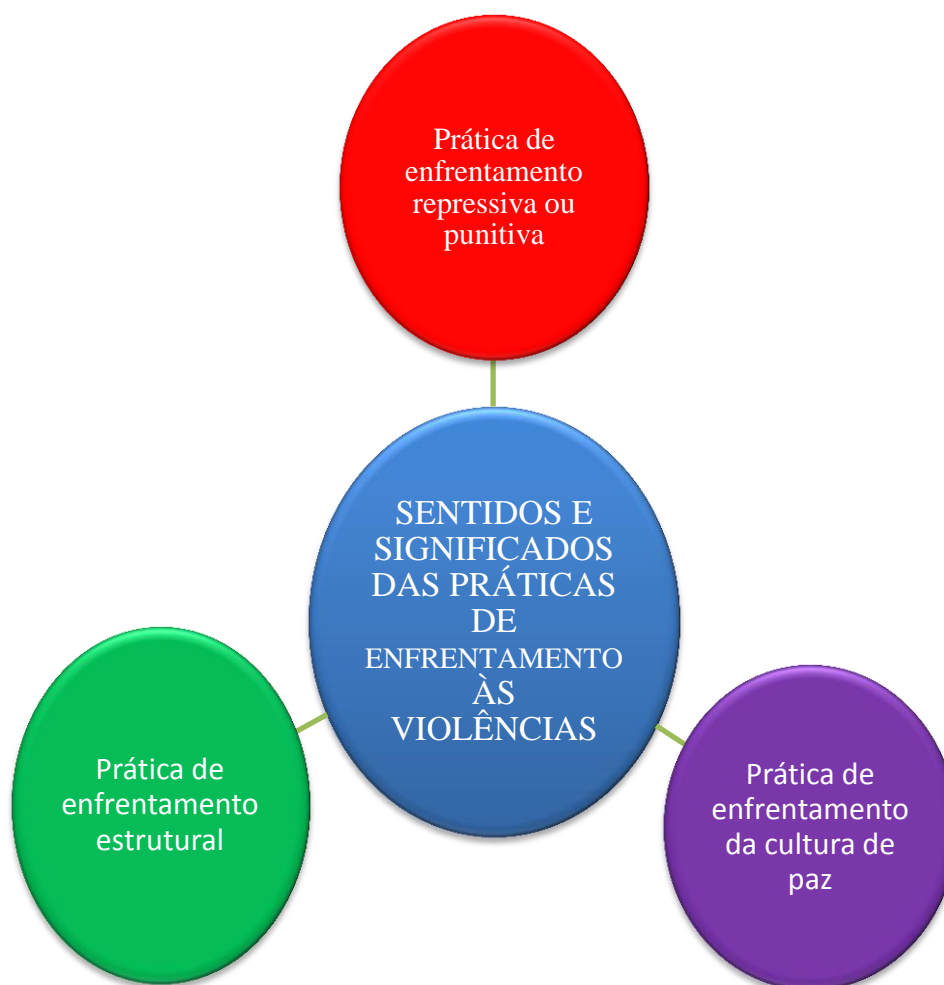 Prática de
enfrentamento
repressiva ou
punitiva
SENTIDOS E
SIGNIFICADOS
DAS PRÁTICAS
DE
ENFRENTAMENTO
ÀS
VIOLÊNCIAS
Prática de
enfrentamento
estrutural
Prática de
enfrentamento
da cultura de
paz